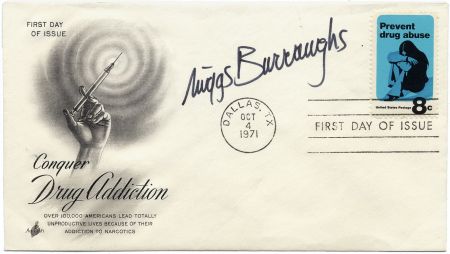 FIRST DAY
OF ISSUE
Miggs Burroughs
Prevent
drug abuse
United States Postage 8c
DALLAS, TX
OCT
4
1971
FIRST DAY OF ISSUE
Conquer
Drug Addiction
OVER 100,000 AMERICANS LEAD TOTALLY
UNPRODUCTIVE LIVES BECAUSE OF THEIR
ADDICTION TO NARCOTICS